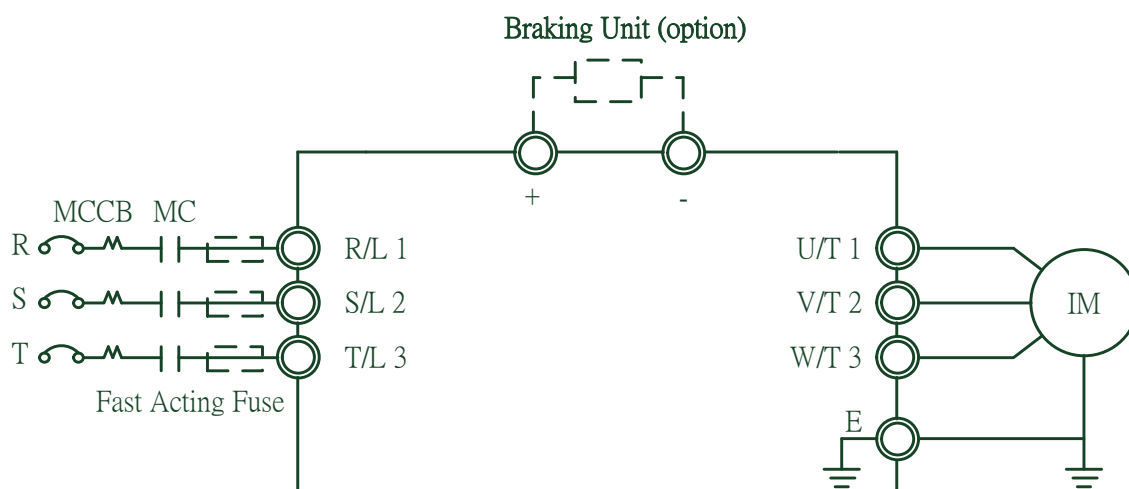 Braking Unit (option)
+ -
MCCB MC
R R/L 1 U/T 1
S S/L 2 V/T 2 IM
T T/L 3 W/T 3
Fast Acting Fuse
E